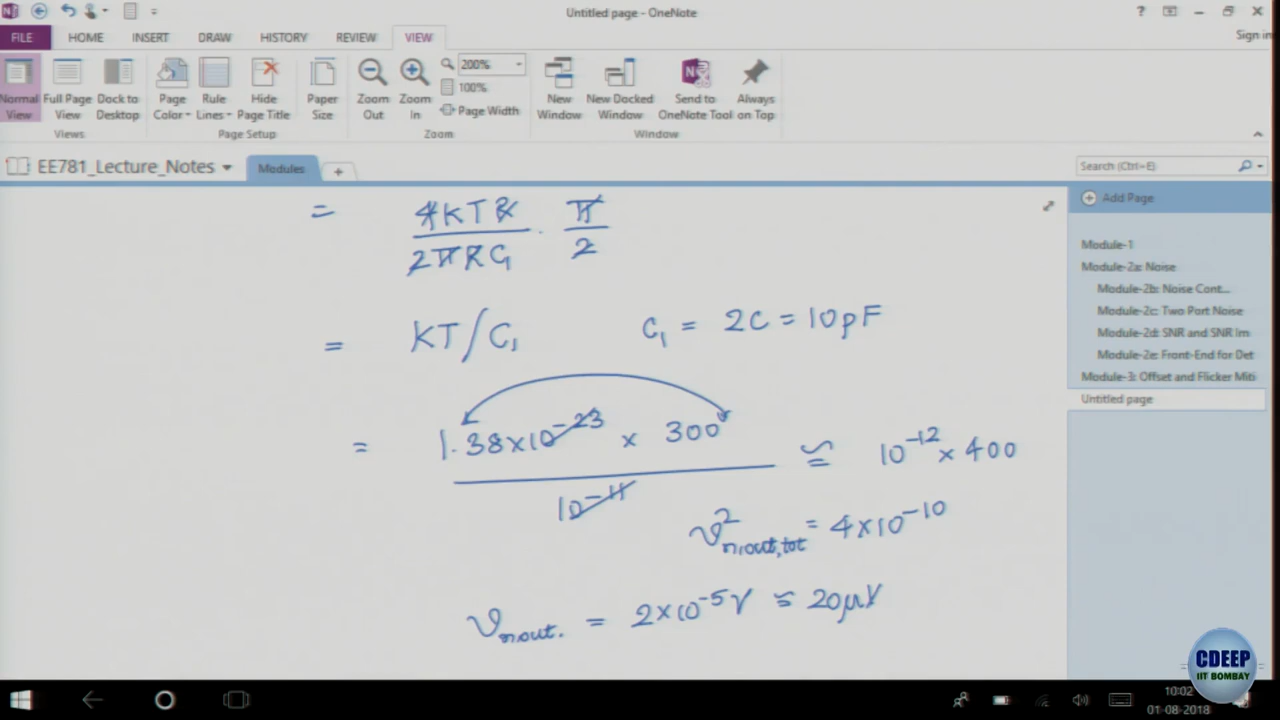 Untitled page - OneNote
Sign in
FILE HOME INSERT DRAW HISTORY REVIEW VIEW
Normal View
Full Page View
Dock to Desktop
Views
Page Color
Rule Lines
Hide Page Title
Paper Size
Page Setup
Zoom Out
Zoom In
200%
100%
Page Width
Zoom
New Window
New Docked Window
Send to OneNote Tool
Always on Top
Window
EE781_Lecture_Notes
Modules
Search (Ctrl+E)
Add Page
Module-1
Module-2a: Noise
Module-2b: Noise Cont...
Module-2c: Two Port Noise
Module-2d: SNR and SNR Im
Module-2e: Front-End for Det
Module-3: Offset and Flicker Miti
Untitled page
= 4KTR / 2πRC₁ · π / 2
= KT/C₁ C₁ = 2C = 10pF
= 1.38×10⁻²³ × 300 / 10⁻¹¹ ≃ 10⁻¹² × 400
v²n,out,tot = 4×10⁻¹⁰
vn,out. = 2×10⁻⁵V ≈ 20μV
CDEEP
IIT BOMBAY
10:02
01-08-2018